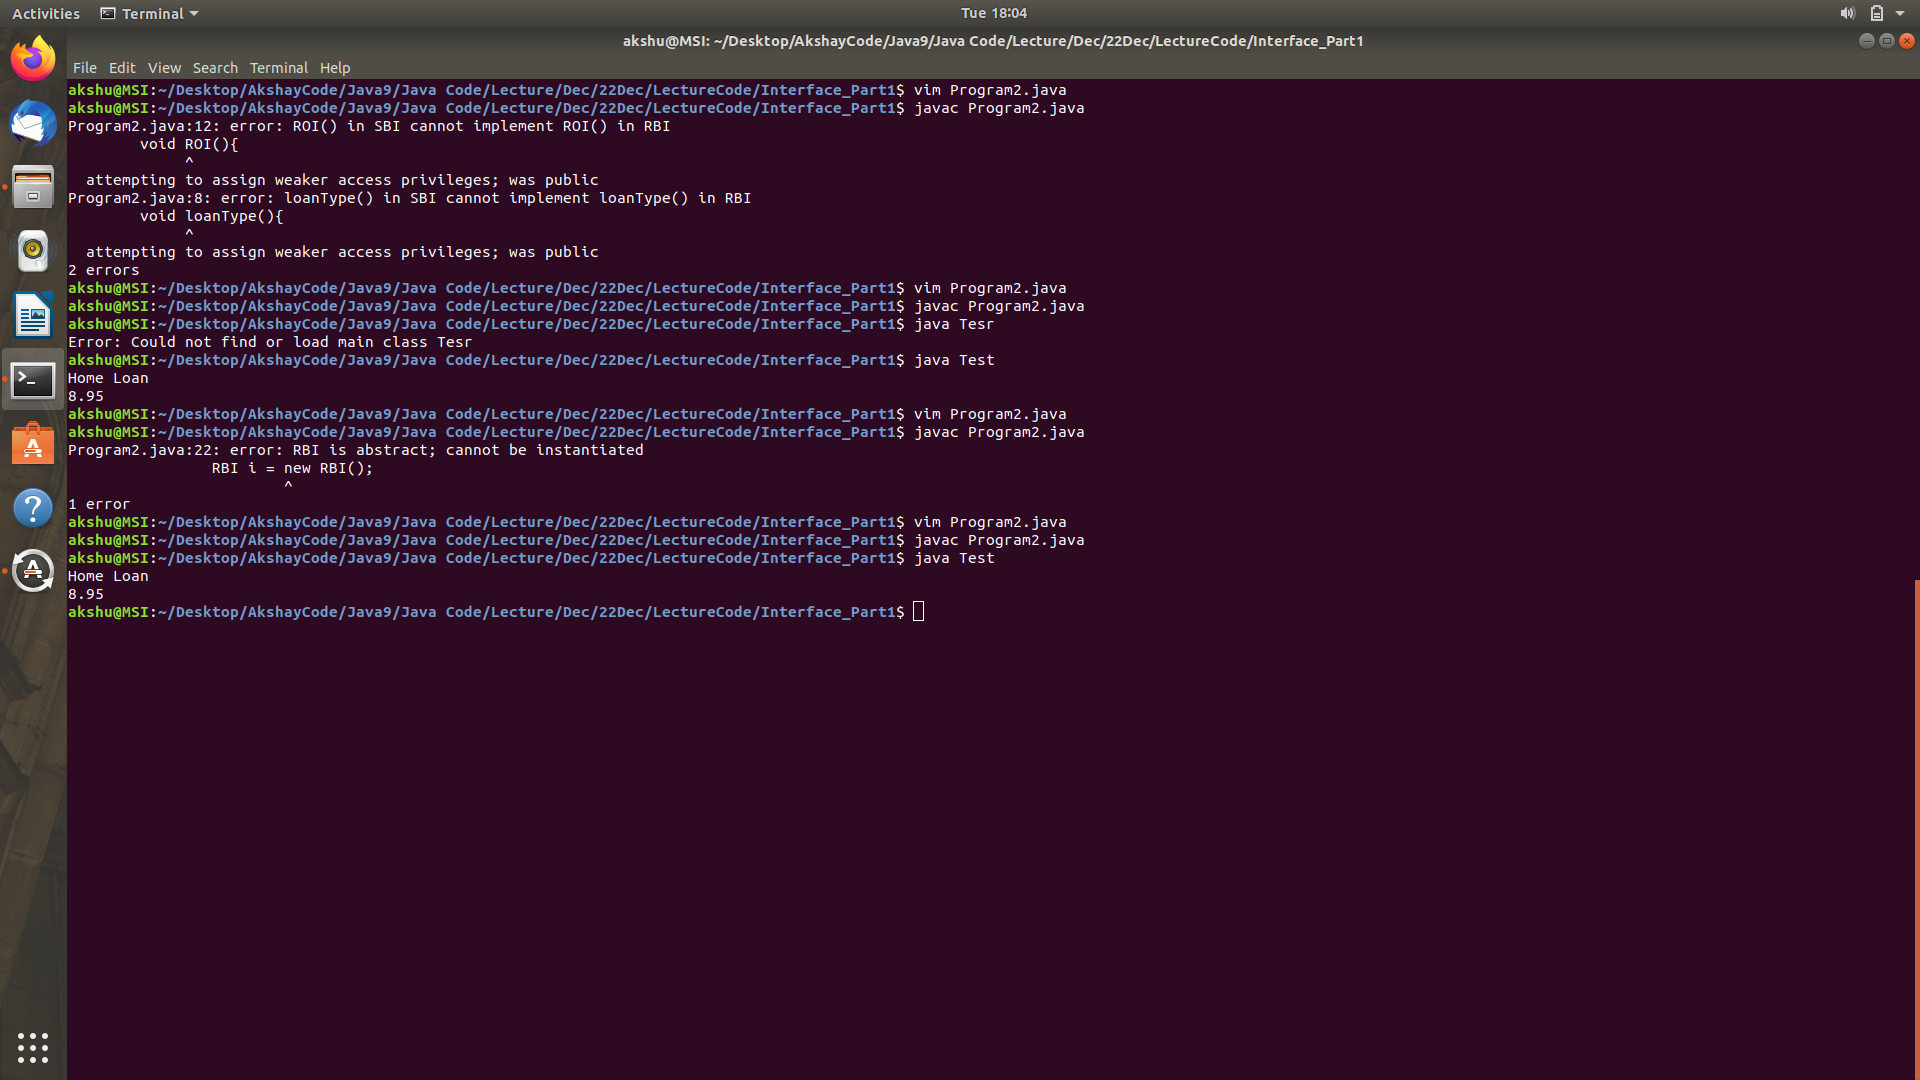 Activities Terminal Tue 18:04
akshu@MSI: ~/Desktop/AkshayCode/Java9/Java Code/Lecture/Dec/22Dec/LectureCode/Interface_Part1
File Edit View Search Terminal Help
akshu@MSI:~/Desktop/AkshayCode/Java9/Java Code/Lecture/Dec/22Dec/LectureCode/Interface_Part1$ vim Program2.java
akshu@MSI:~/Desktop/AkshayCode/Java9/Java Code/Lecture/Dec/22Dec/LectureCode/Interface_Part1$ javac Program2.java
Program2.java:12: error: ROI() in SBI cannot implement ROI() in RBI
        void ROI(){
             ^
  attempting to assign weaker access privileges; was public
Program2.java:8: error: loanType() in SBI cannot implement loanType() in RBI
        void loanType(){
             ^
  attempting to assign weaker access privileges; was public
2 errors
akshu@MSI:~/Desktop/AkshayCode/Java9/Java Code/Lecture/Dec/22Dec/LectureCode/Interface_Part1$ vim Program2.java
akshu@MSI:~/Desktop/AkshayCode/Java9/Java Code/Lecture/Dec/22Dec/LectureCode/Interface_Part1$ javac Program2.java
akshu@MSI:~/Desktop/AkshayCode/Java9/Java Code/Lecture/Dec/22Dec/LectureCode/Interface_Part1$ java Tesr
Error: Could not find or load main class Tesr
akshu@MSI:~/Desktop/AkshayCode/Java9/Java Code/Lecture/Dec/22Dec/LectureCode/Interface_Part1$ java Test
Home Loan
8.95
akshu@MSI:~/Desktop/AkshayCode/Java9/Java Code/Lecture/Dec/22Dec/LectureCode/Interface_Part1$ vim Program2.java
akshu@MSI:~/Desktop/AkshayCode/Java9/Java Code/Lecture/Dec/22Dec/LectureCode/Interface_Part1$ javac Program2.java
Program2.java:22: error: RBI is abstract; cannot be instantiated
                RBI i = new RBI();
                        ^
1 error
akshu@MSI:~/Desktop/AkshayCode/Java9/Java Code/Lecture/Dec/22Dec/LectureCode/Interface_Part1$ vim Program2.java
akshu@MSI:~/Desktop/AkshayCode/Java9/Java Code/Lecture/Dec/22Dec/LectureCode/Interface_Part1$ javac Program2.java
akshu@MSI:~/Desktop/AkshayCode/Java9/Java Code/Lecture/Dec/22Dec/LectureCode/Interface_Part1$ java Test
Home Loan
8.95
akshu@MSI:~/Desktop/AkshayCode/Java9/Java Code/Lecture/Dec/22Dec/LectureCode/Interface_Part1$